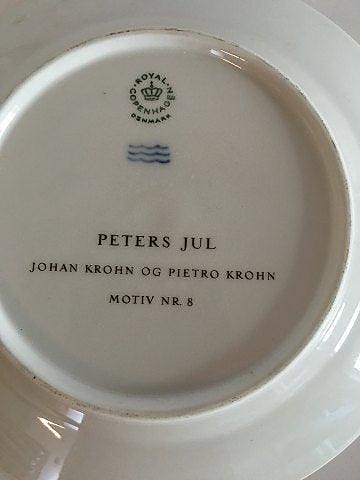 ROYAL
COPENHAGEN
DENMARK
PETERS JUL
JOHAN KROHN OG PIETRO KROHN
MOTIV NR. 8